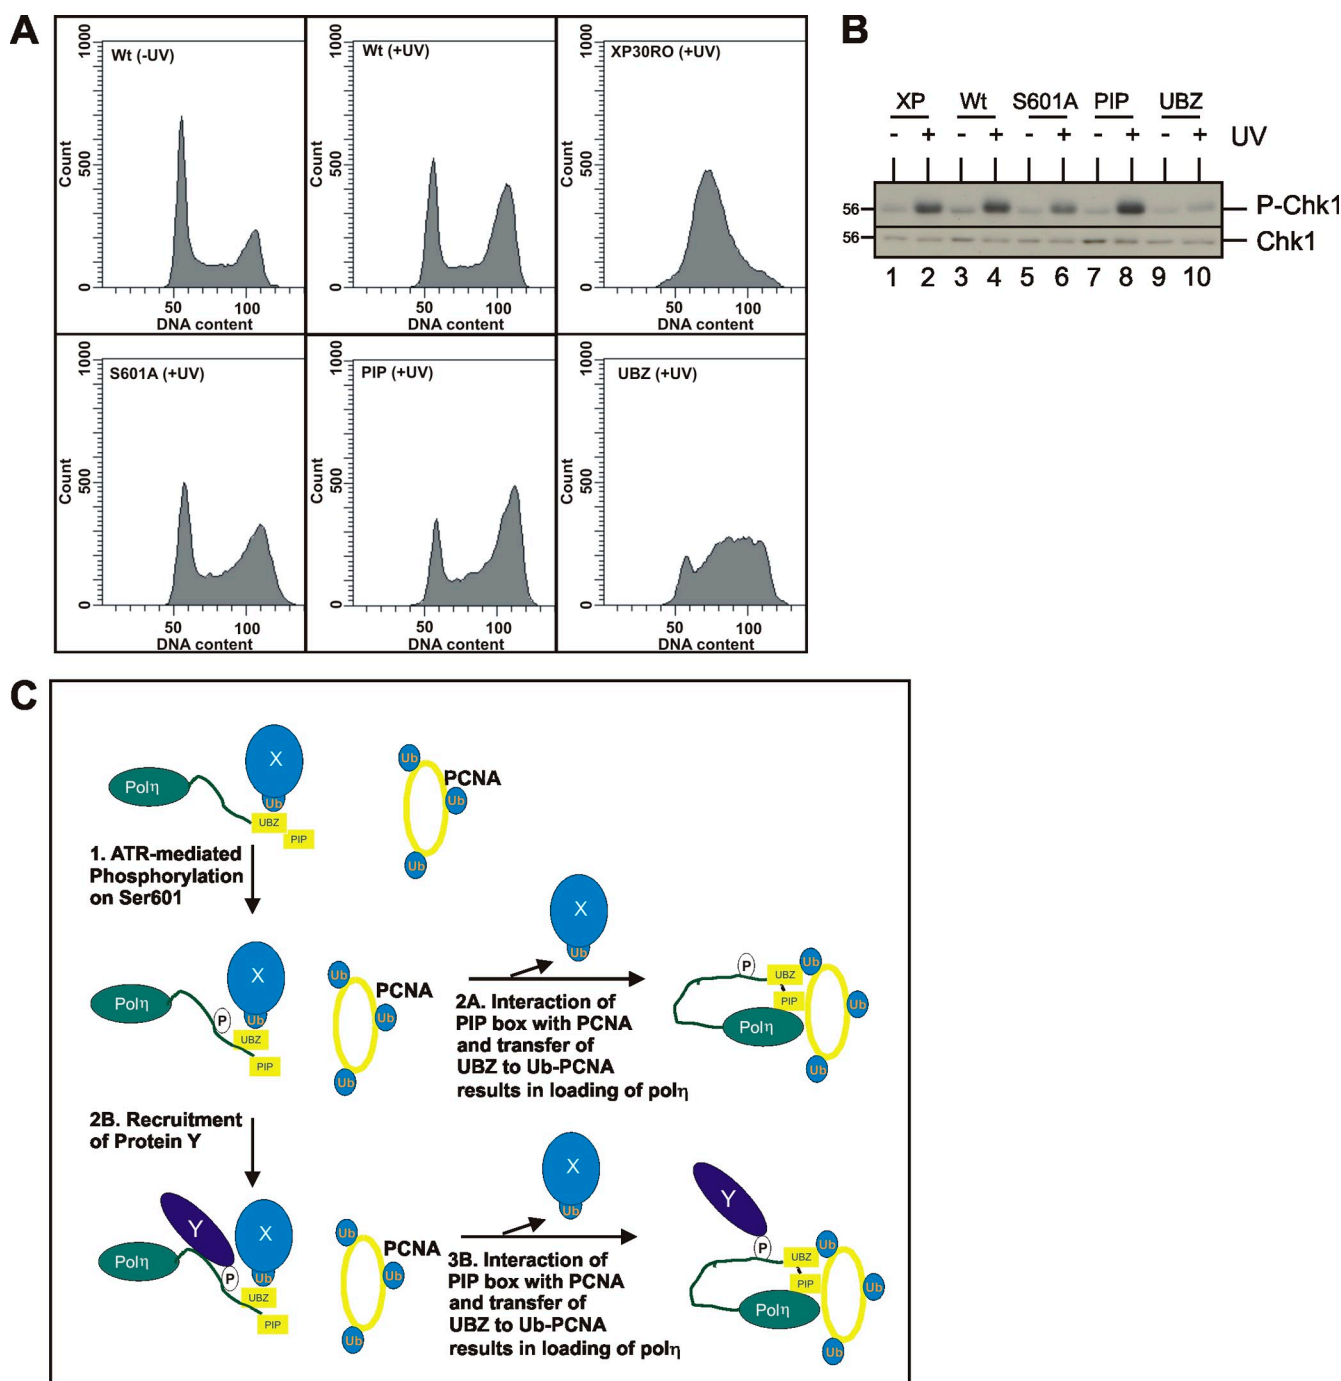 A
Wt (-UV)
Count
1000
500
0
50
100
DNA content
Wt (+UV)
Count
1000
500
0
50
100
DNA content
XP30RO (+UV)
Count
1000
500
0
50
100
DNA content
S601A (+UV)
Count
1000
500
0
50
100
DNA content
PIP (+UV)
Count
1000
500
0
50
100
DNA content
UBZ (+UV)
Count
1000
500
0
50
100
DNA content
B
XP Wt S601A PIP UBZ
- + - + - + - + - + UV
56 P-Chk1
56 Chk1
1 2 3 4 5 6 7 8 9 10
C
X
Ub
Polη
UBZ
PIP
Ub
PCNA
Ub
Ub
1. ATR-mediated
Phosphorylation
on Ser601
X
Ub
Polη
P
UBZ
PIP
Ub
PCNA
Ub
Ub
X
Ub
2A. Interaction of
PIP box with PCNA
and transfer of
UBZ to Ub-PCNA
results in loading of polη
P
UBZ
PIP
Polη
Ub
Ub
Ub
2B. Recruitment
of Protein Y
Y
X
Ub
Polη
P
UBZ
PIP
Ub
PCNA
Ub
Ub
X
Ub
3B. Interaction of
PIP box with PCNA
and transfer of
UBZ to Ub-PCNA
results in loading of polη
Y
P
UBZ
PIP
Polη
Ub
Ub
Ub